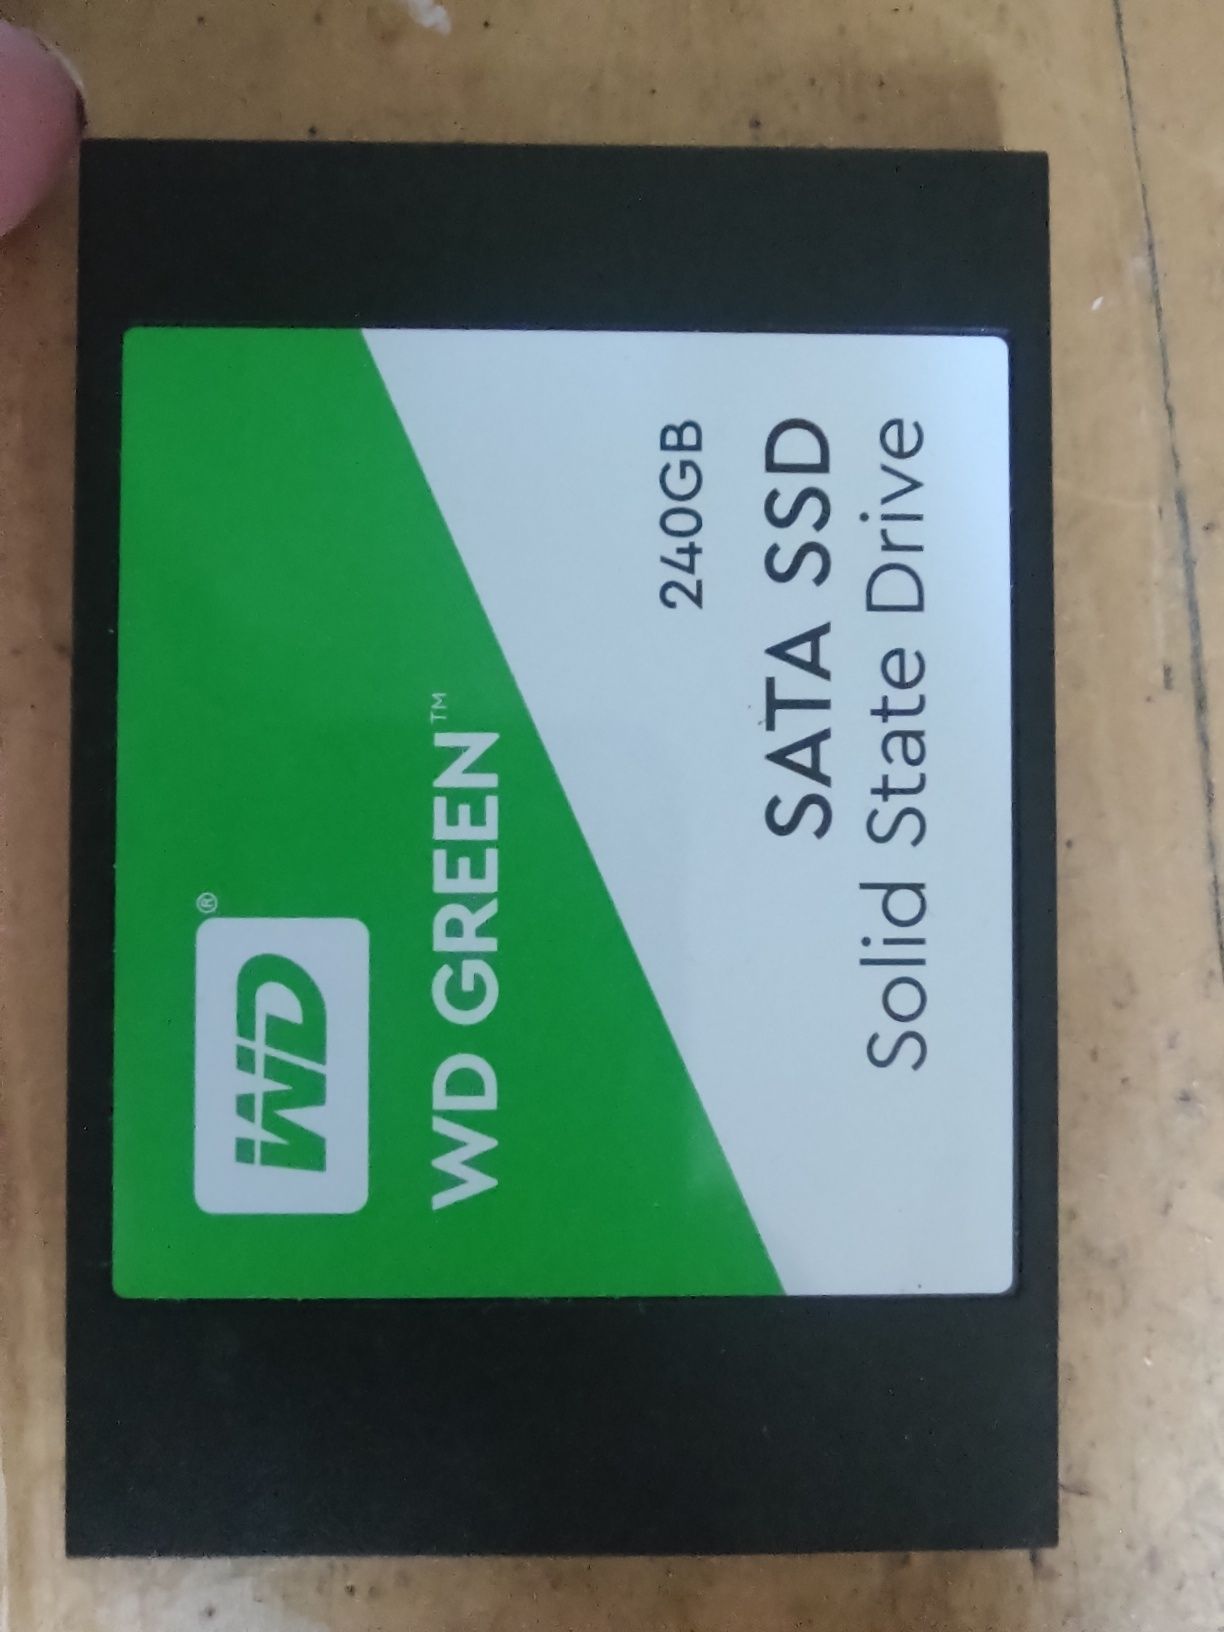 WD®
WD GREEN™
240GB
SATA SSD
Solid State Drive